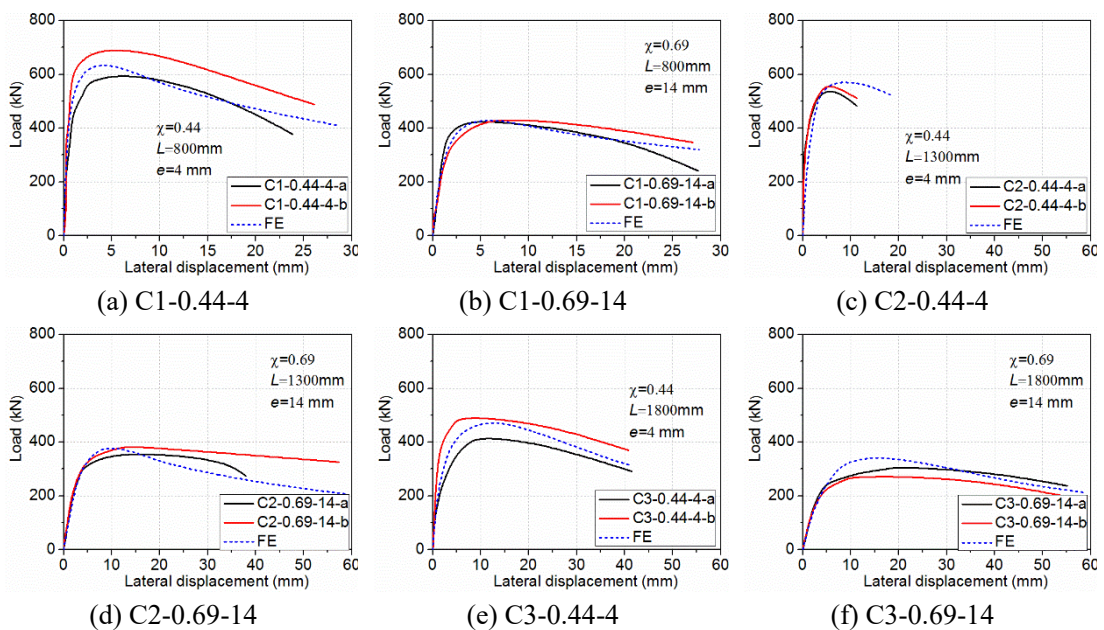 800
600
400
200
0
Load (kN)
χ=0.44
L=800mm
e=4 mm
C1-0.44-4-a
C1-0.44-4-b
FE
0 5 10 15 20 25 30
Lateral displacement (mm)
(a) C1-0.44-4
800
600
400
200
0
Load (kN)
χ=0.69
L=800mm
e=14 mm
C1-0.69-14-a
C1-0.69-14-b
FE
0 5 10 15 20 25 30
Lateral displacement (mm)
(b) C1-0.69-14
800
600
400
200
0
Load (kN)
χ=0.44
L=1300mm
e=4 mm
C2-0.44-4-a
C2-0.44-4-b
FE
0 10 20 30 40 50 60
Lateral displacement (mm)
(c) C2-0.44-4
800
600
400
200
0
Load (kN)
χ=0.69
L=1300mm
e=14 mm
C2-0.69-14-a
C2-0.69-14-b
FE
0 10 20 30 40 50 60
Lateral displacement (mm)
(d) C2-0.69-14
800
600
400
200
0
Load (kN)
χ=0.44
L=1800mm
e=4 mm
C3-0.44-4-a
C3-0.44-4-b
FE
0 10 20 30 40 50 60
Lateral displacement (mm)
(e) C3-0.44-4
800
600
400
200
0
Load (kN)
χ=0.69
L=1800mm
e=14 mm
C3-0.69-14-a
C3-0.69-14-b
FE
0 10 20 30 40 50 60
Lateral displacement (mm)
(f) C3-0.69-14